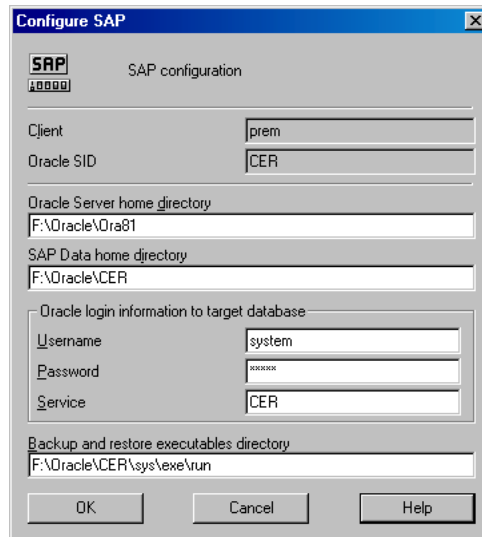 Configure SAP
SAP
SAP configuration
Client prem
Oracle SID CER
Oracle Server home directory
F:\Oracle\Ora81
SAP Data home directory
F:\Oracle\CER
Oracle login information to target database
Username system
Password *****
Service CER
Backup and restore executables directory
F:\Oracle\CER\sys\exe\run
OK Cancel Help